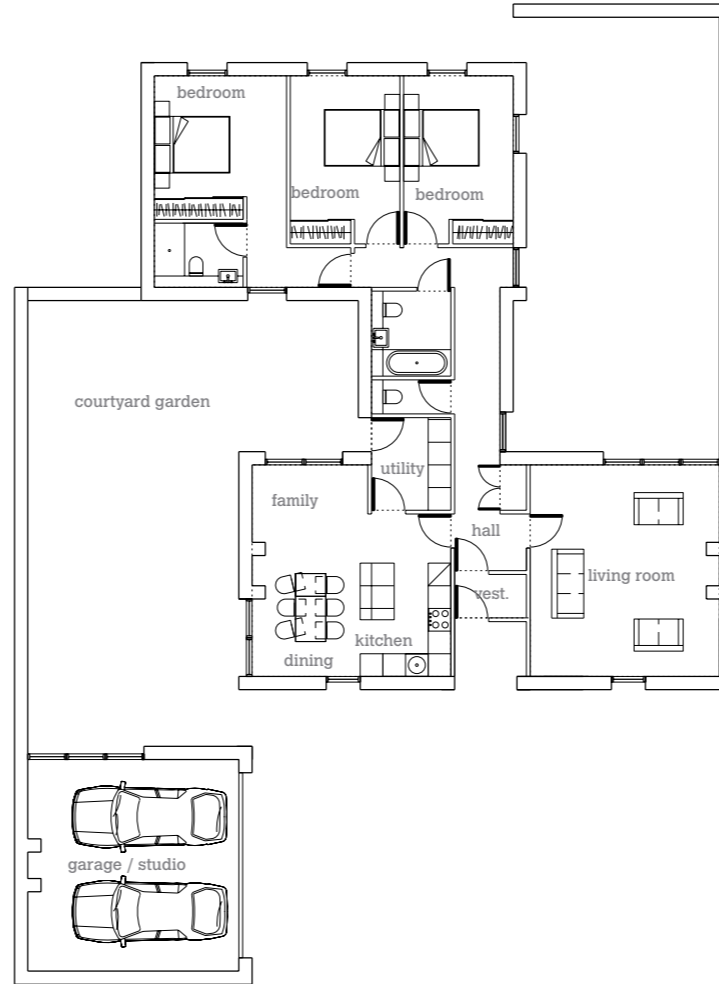 bedroom
bedroom
bedroom
courtyard garden
utility
family
hall
living room
vest.
kitchen
dining
garage / studio